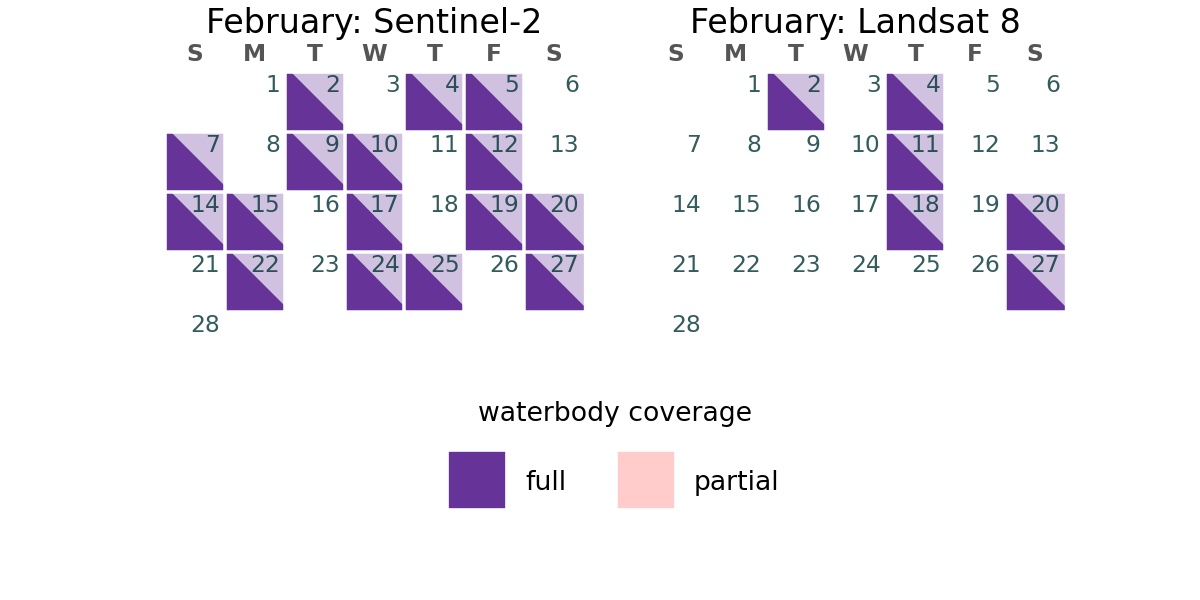 February: Sentinel-2
S M T W T F S
1 2 3 4 5 6
7 8 9 10 11 12 13
14 15 16 17 18 19 20
21 22 23 24 25 26 27
28
February: Landsat 8
S M T W T F S
1 2 3 4 5 6
7 8 9 10 11 12 13
14 15 16 17 18 19 20
21 22 23 24 25 26 27
28
waterbody coverage
full partial